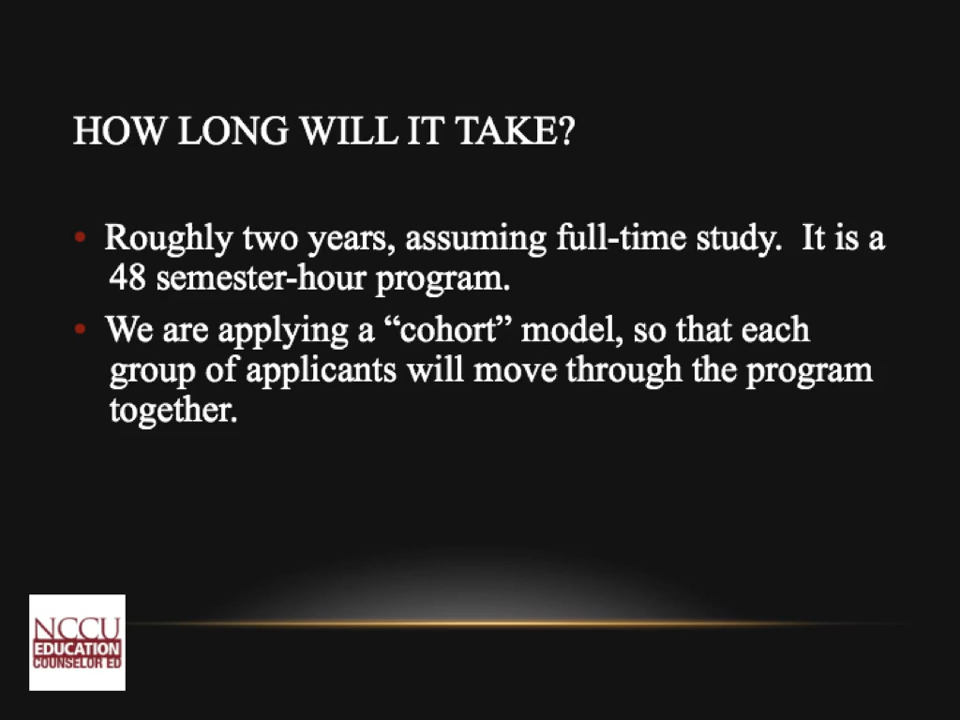 HOW LONG WILL IT TAKE?
• Roughly two years, assuming full-time study.  It is a
48 semester-hour program.
• We are applying a “cohort” model, so that each
group of applicants will move through the program
together.
NCCU
EDUCATION
COUNSELOR ED